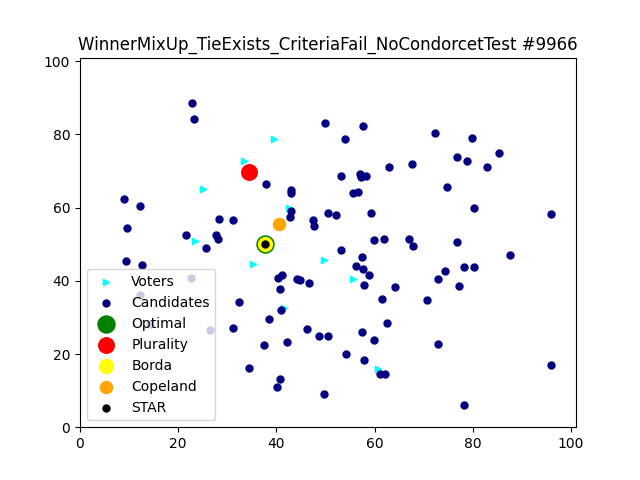 WinnerMixUp_TieExists_CriteriaFail_NoCondorcetTest #9966
100
80
60
40
20
0
0 20 40 60 80 100
Voters
Candidates
Optimal
Plurality
Borda
Copeland
STAR